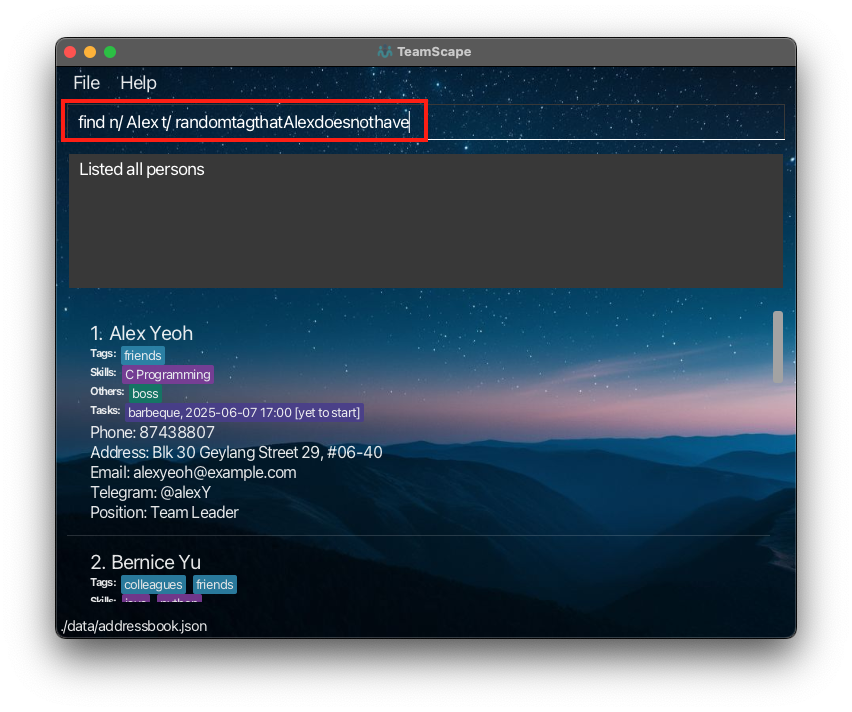 TeamScape
File Help
find n/ Alex t/ randomtagthatAlexdoesnothave
Listed all persons
1. Alex Yeoh
Tags: friends
Skills: C Programming
Others: boss
Tasks: barbeque, 2025-06-07 17:00 [yet to start]
Phone: 87438807
Address: Blk 30 Geylang Street 29, #06-40
Email: alexyeoh@example.com
Telegram: @alexY
Position: Team Leader
2. Bernice Yu
Tags: colleagues friends
Skills: java python
./data/addressbook.json